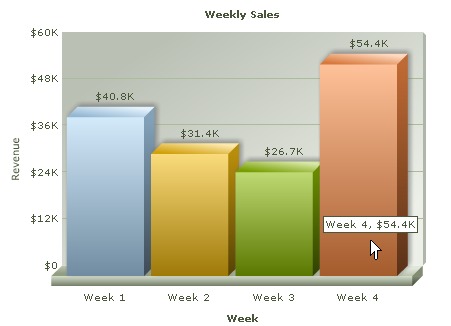 Weekly Sales
$60K
$54.4K
$48K
$40.8K
$36K
$31.4K
$26.7K
$24K
Week 4, $54.4K
$12K
$0
Revenue
Week 1
Week 2
Week 3
Week 4
Week